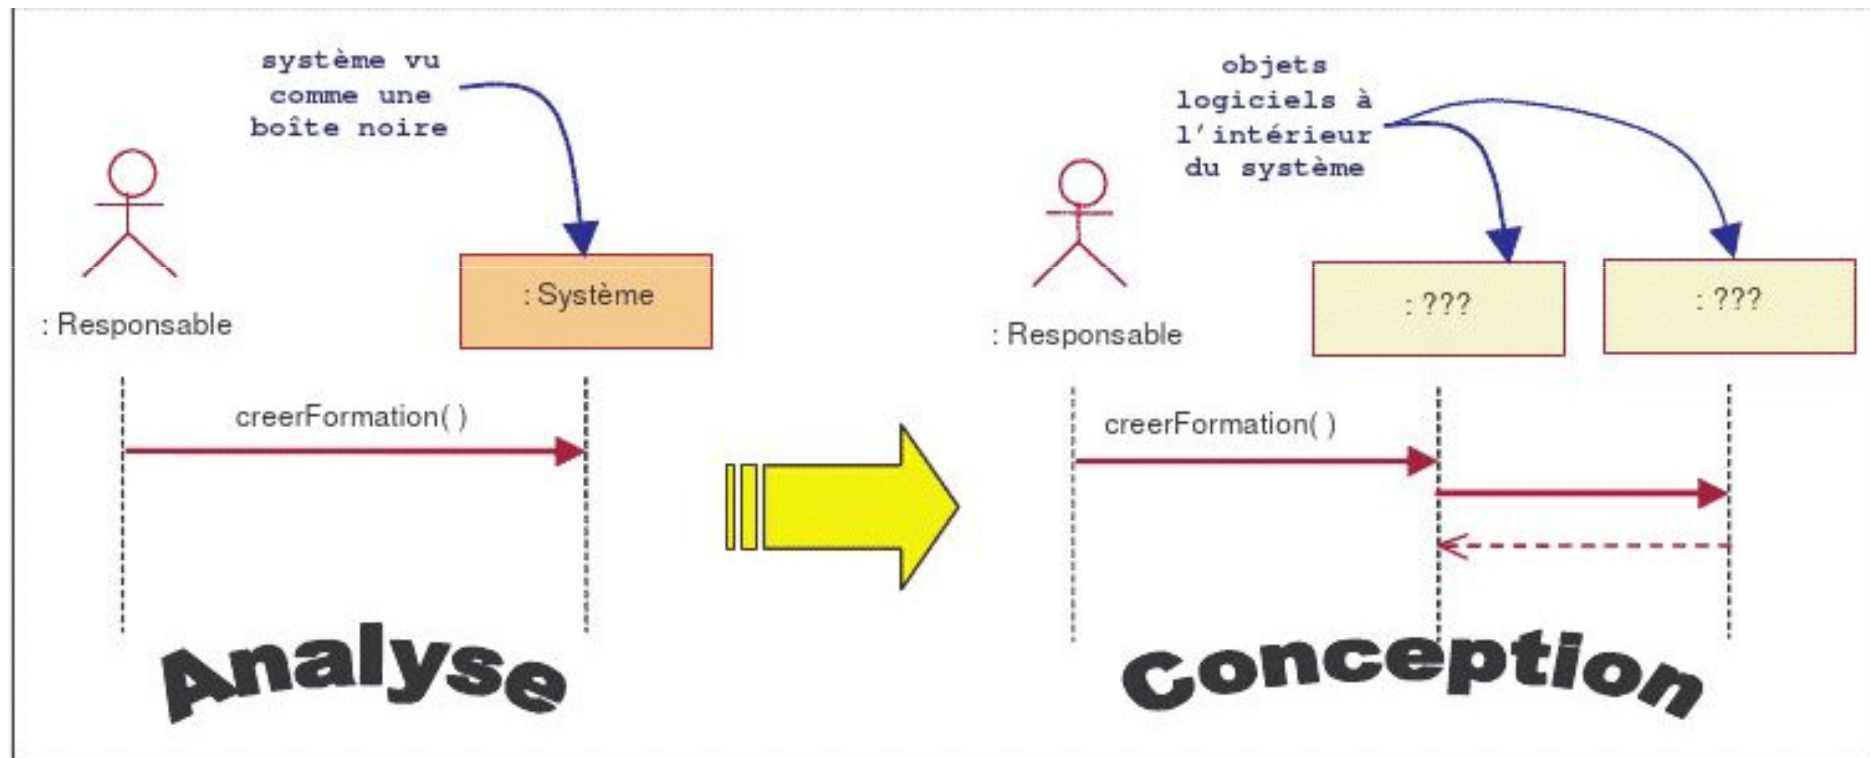 système vu
comme une
boîte noire
: Responsable
: Système
creerFormation( )
Analyse
objets
logiciels à
l'intérieur
du système
: Responsable
: ???
: ???
creerFormation( )
Conception